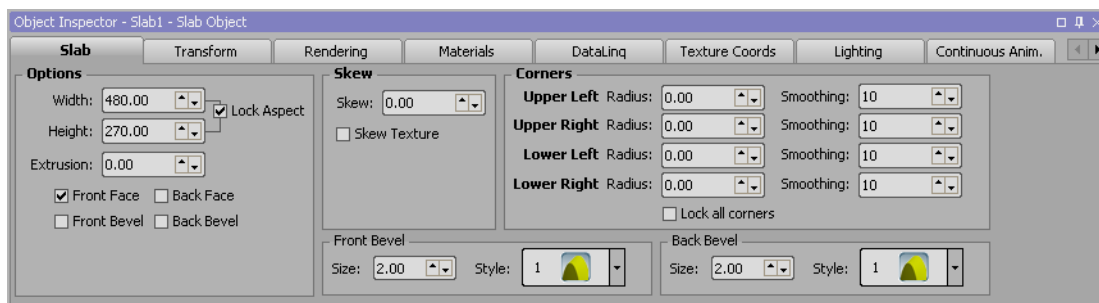 Object Inspector - Slab1 - Slab Object
Slab Transform Rendering Materials DataLinq Texture Coords Lighting Continuous Anim.
Options
Width: 480.00
Lock Aspect
Height: 270.00
Extrusion: 0.00
Front Face Back Face
Front Bevel Back Bevel
Skew
Skew: 0.00
Skew Texture
Corners
Upper Left Radius: 0.00 Smoothing: 10
Upper Right Radius: 0.00 Smoothing: 10
Lower Left Radius: 0.00 Smoothing: 10
Lower Right Radius: 0.00 Smoothing: 10
Lock all corners
Front Bevel
Size: 2.00 Style: 1
Back Bevel
Size: 2.00 Style: 1